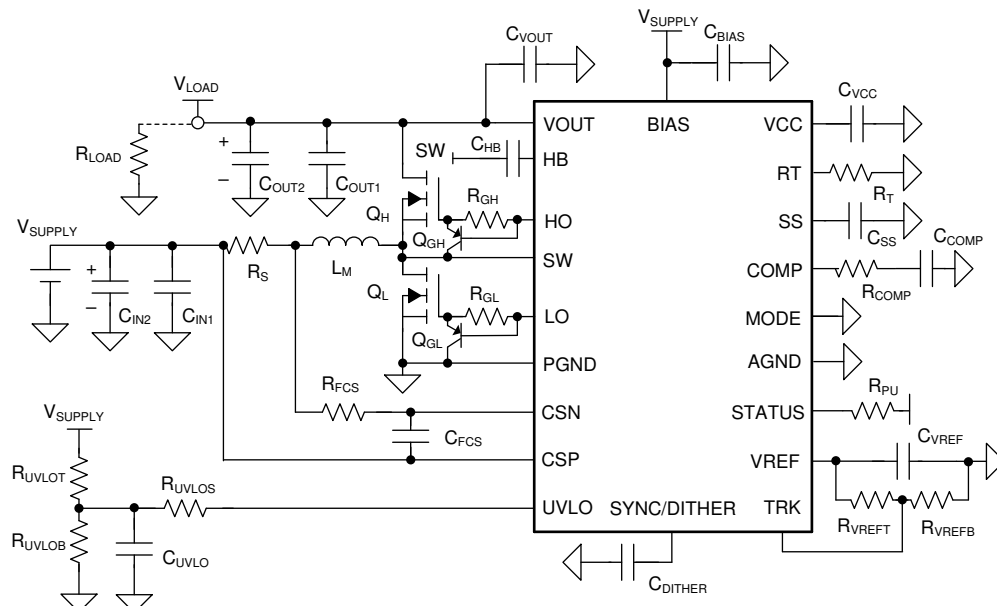 VSUPPLY
CVOUT
CBIAS
VLOAD
CVCC
VOUT
BIAS
VCC
RLOAD
+
–
COUT2
COUT1
SW
CHB
HB
RT
RT
QH
RGH
HO
SS
CSS
QGH
CCOMP
VSUPPLY
RS
LM
SW
COMP
RCOMP
+
–
CIN2
CIN1
QL
RGL
LO
MODE
QGL
PGND
AGND
RFCS
RPU
CSN
STATUS
VSUPPLY
CFCS
CVREF
CSP
VREF
RUVLOT
RUVLOS
UVLO
SYNC/DITHER
TRK
RVREFT
RVREFB
RUVLOB
CUVLO
CDITHER